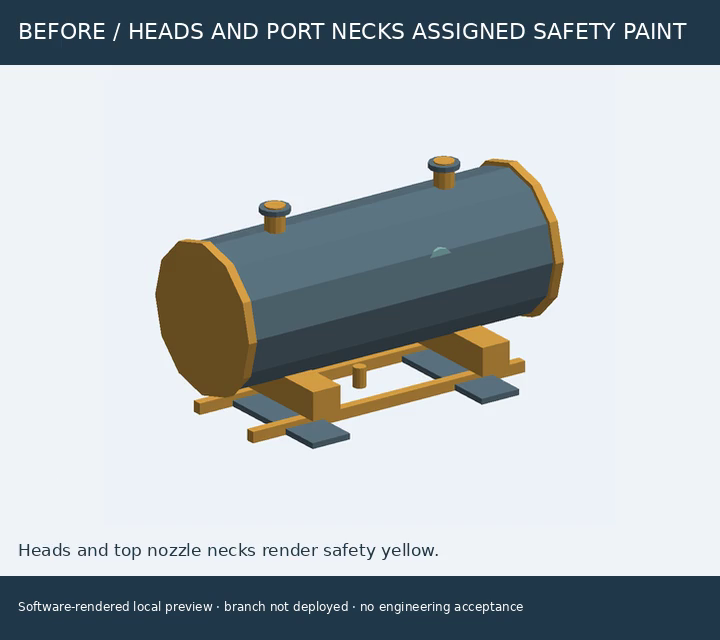 BEFORE / HEADS AND PORT NECKS ASSIGNED SAFETY PAINT
Heads and top nozzle necks render safety yellow.
Software-rendered local preview · branch not deployed · no engineering acceptance